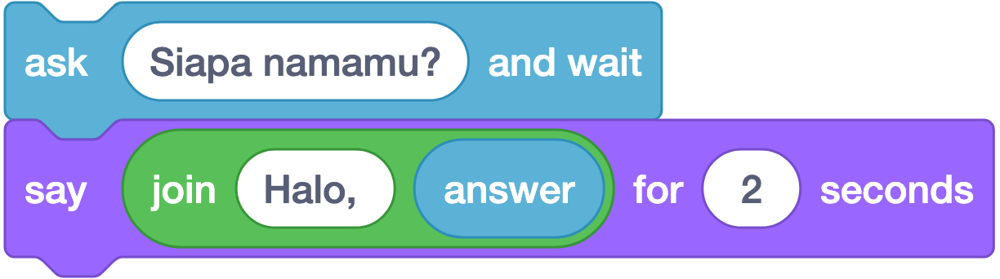 ask Siapa namamu? and wait
say join Halo, answer for 2 seconds